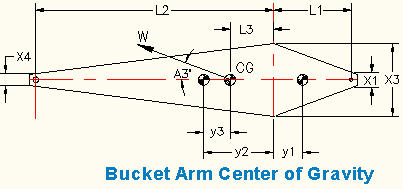 L2
L1
W
L3
X4
A3°
CG
X1
X3
y3
y2
y1
Bucket Arm Center of Gravity